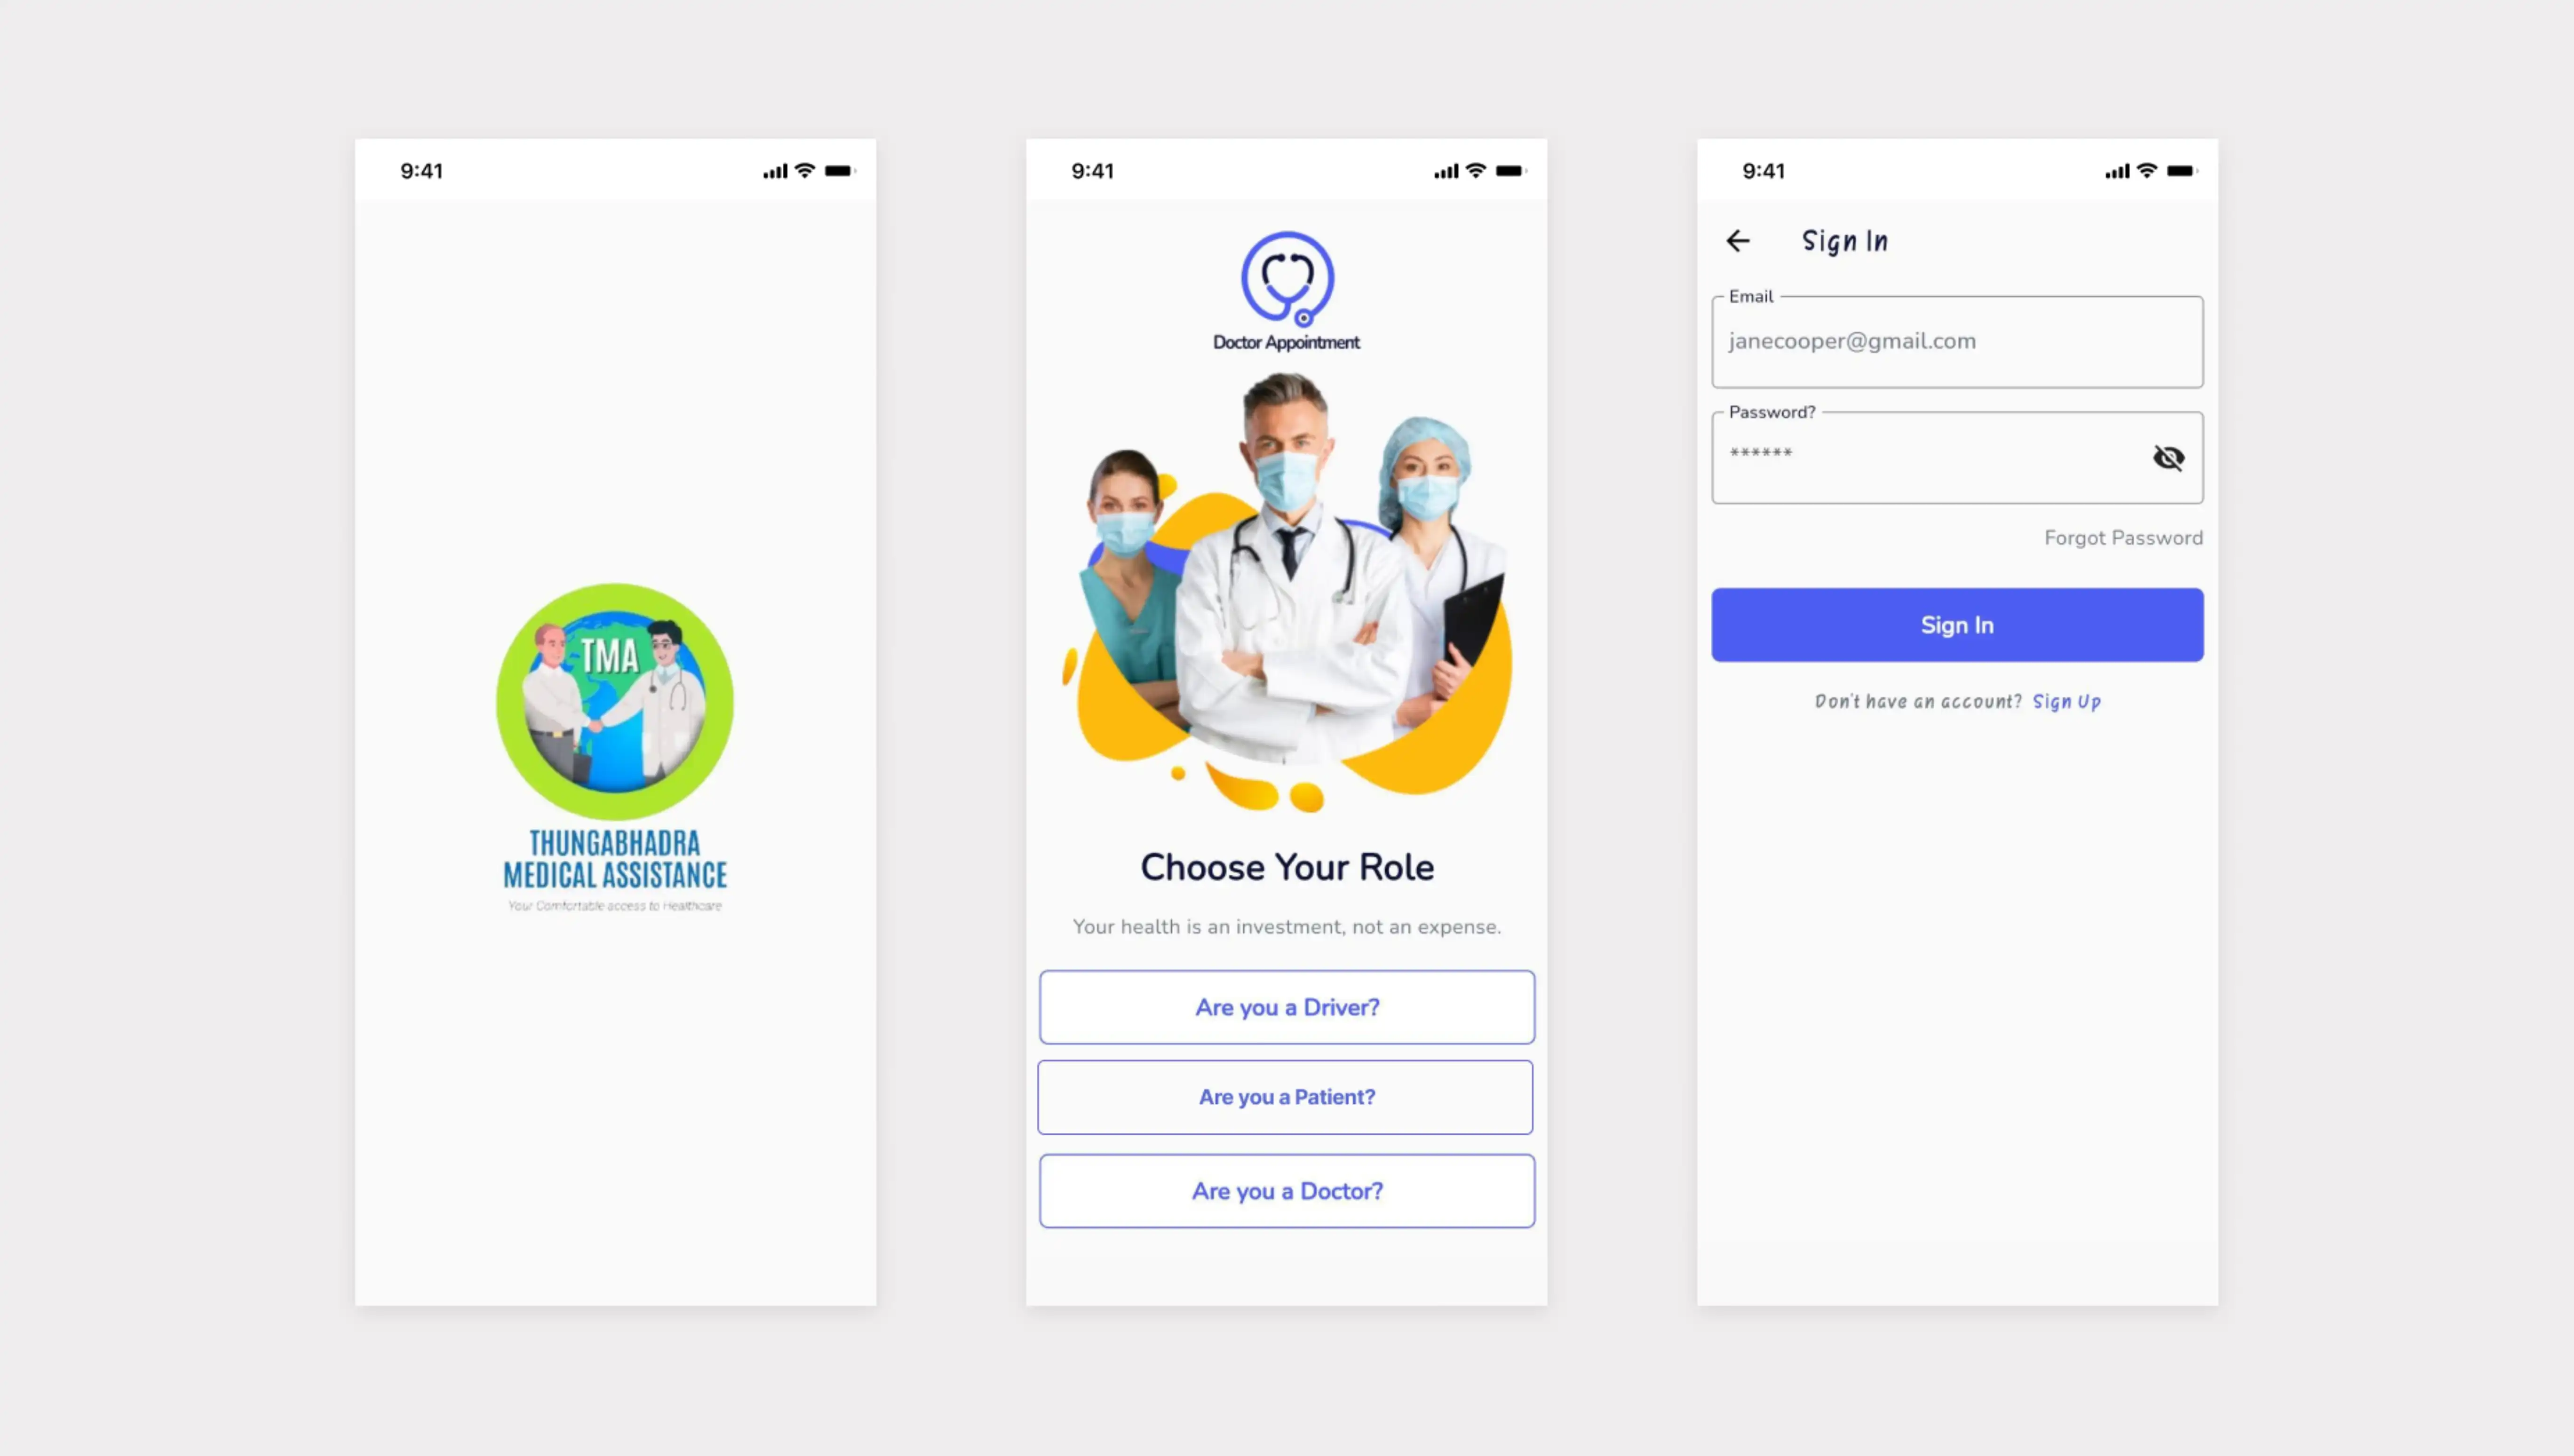 9:41
TMA
THUNGABHADRA
MEDICAL ASSISTANCE
Your Comfortable access to Healthcare
9:41
Doctor Appointment
Choose Your Role
Your health is an investment, not an expense.
Are you a Driver?
Are you a Patient?
Are you a Doctor?
9:41
Sign In
Email
janecooper@gmail.com
Password?
******
Forgot Password
Sign In
Don't have an account? Sign Up